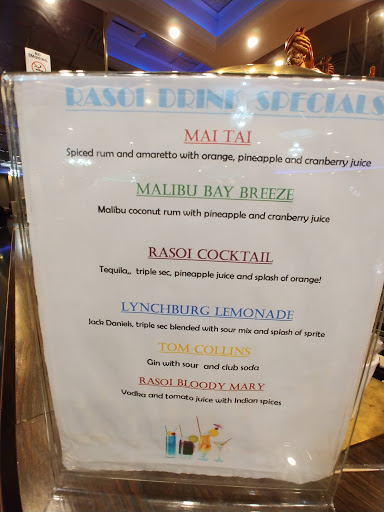 RASOI DRINK SPECIALS
MAI TAI
Spiced rum and amaretto with orange, pineapple and cranberry juice
MALIBU BAY BREEZE
Malibu coconut rum with pineapple and cranberry juice
RASOI COCKTAIL
Tequila,, triple sec, pineapple juice and splash of orange!
LYNCHBURG LEMONADE
Jack Daniels, triple sec blended with sour mix and splash of sprite
TOM COLLINS
Gin with sour and club soda
RASOI BLOODY MARY
Vodka and tomato juice with Indian spices